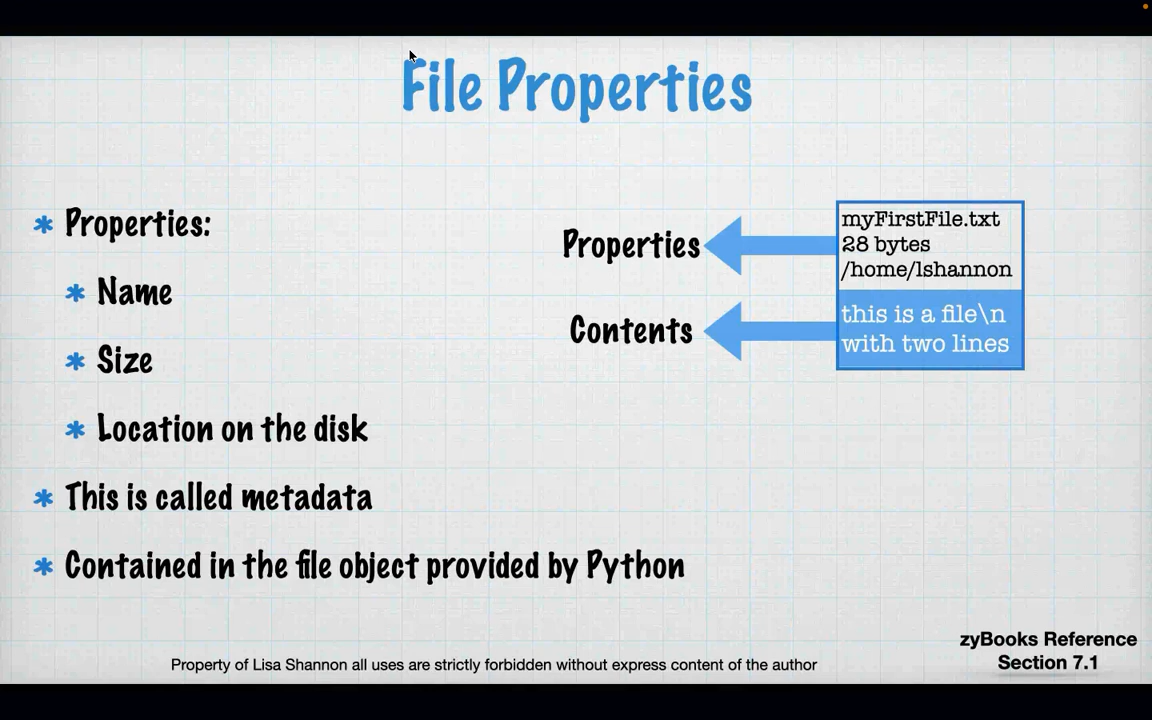 File Properties
* Properties:
* Name
* Size
* Location on the disk
* This is called metadata
* Contained in the file object provided by Python
Properties
Contents
myFirstFile.txt
28 bytes
/home/lshannon
this is a file\n
with two lines
zyBooks Reference
Section 7.1
Property of Lisa Shannon all uses are strictly forbidden without express content of the author